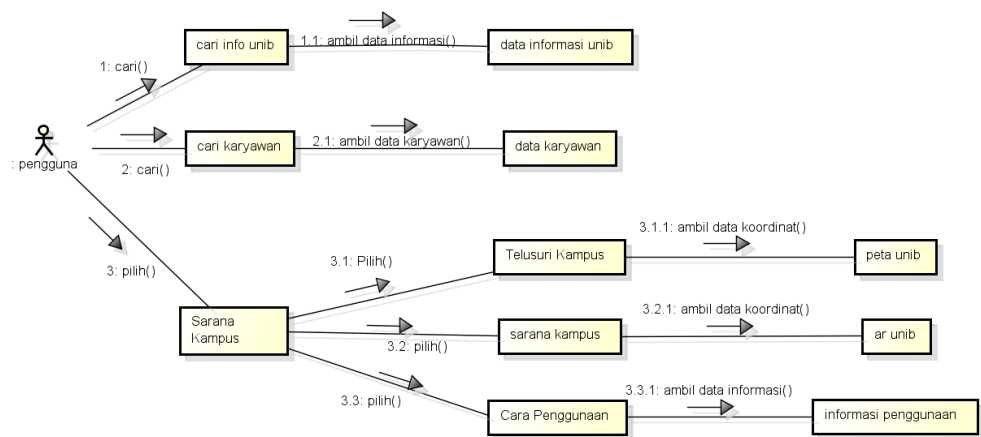 1.1: ambil data informasi()
cari info unib
data informasi unib
1: cari()
: pengguna
cari karyawan
2.1: ambil data karyawan()
data karyawan
2: cari()
3: pilih()
3.1.1: ambil data koordinat()
3.1: Pilih()
Telusuri Kampus
peta unib
Sarana
Kampus
3.2.1: ambil data koordinat()
sarana kampus
ar unib
3.2: pilih()
3.3.1: ambil data informasi()
3.3: pilih()
Cara Penggunaan
informasi penggunaan